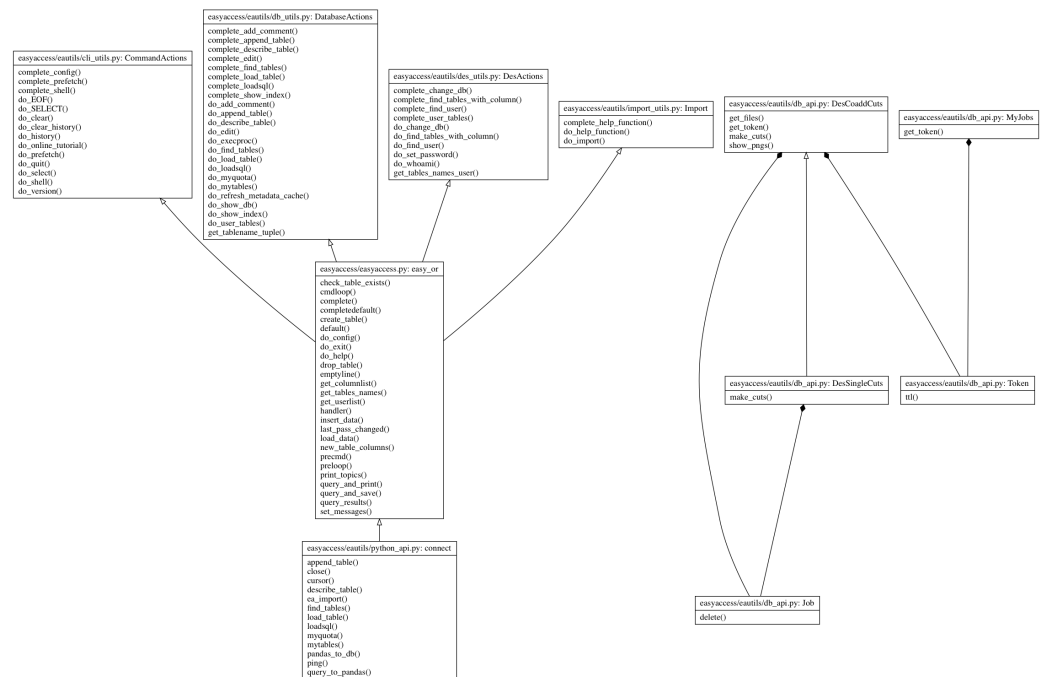 easyaccess/eautils/cli_utils.py: CommandActions
complete_config()
complete_prefetch()
complete_shell()
do_EOF()
do_SELECT()
do_clear()
do_clear_history()
do_history()
do_online_tutorial()
do_prefetch()
do_quit()
do_select()
do_shell()
do_version()
easyaccess/eautils/db_utils.py: DatabaseActions
complete_add_comment()
complete_append_table()
complete_describe_table()
complete_edit()
complete_find_tables()
complete_load_table()
complete_loadsql()
complete_show_index()
do_add_comment()
do_append_table()
do_describe_table()
do_edit()
do_execproc()
do_find_tables()
do_load_table()
do_loadsql()
do_myquota()
do_mytables()
do_refresh_metadata_cache()
do_show_db()
do_show_index()
do_user_tables()
get_tablename_tuple()
easyaccess/eautils/des_utils.py: DesActions
complete_change_db()
complete_find_tables_with_column()
complete_find_user()
complete_user_tables()
do_change_db()
do_find_tables_with_column()
do_find_user()
do_set_password()
do_whoami()
get_tables_names_user()
easyaccess/eautils/import_utils.py: Import
complete_help_function()
do_help_function()
do_import()
easyaccess/eautils/db_api.py: DesCoaddCuts
get_files()
get_token()
make_cuts()
show_pngs()
easyaccess/eautils/db_api.py: MyJobs
get_token()
easyaccess/easyaccess.py: easy_or
check_table_exists()
cmdloop()
complete()
completedefault()
create_table()
default()
do_config()
do_exit()
do_help()
drop_table()
emptyline()
get_columnlist()
get_tables_names()
get_userlist()
handler()
insert_data()
last_pass_changed()
load_data()
new_table_columns()
precmd()
preloop()
print_topics()
query_and_print()
query_and_save()
query_results()
set_messages()
easyaccess/eautils/db_api.py: DesSingleCuts
make_cuts()
easyaccess/eautils/db_api.py: Token
ttl()
easyaccess/eautils/python_api.py: connect
append_table()
close()
cursor()
describe_table()
ea_import()
find_tables()
load_table()
loadsql()
myquota()
mytables()
pandas_to_db()
ping()
query_to_pandas()
easyaccess/eautils/db_api.py: Job
delete()